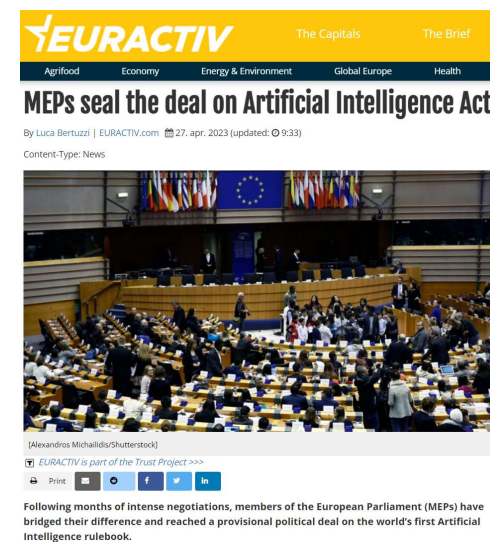 EURACTIV
The Capitals The Brief
Agrifood Economy Energy & Environment Global Europe Health
MEPs seal the deal on Artificial Intelligence Act
By Luca Bertuzzi | EURACTIV.com 27. apr. 2023 (updated: 9:33)
Content-Type: News
[Alexandros Michailidis/Shutterstock]
T EURACTIV is part of the Trust Project >>>
Print f in
Following months of intense negotiations, members of the European Parliament (MEPs) have
bridged their difference and reached a provisional political deal on the world's first Artificial
Intelligence rulebook.